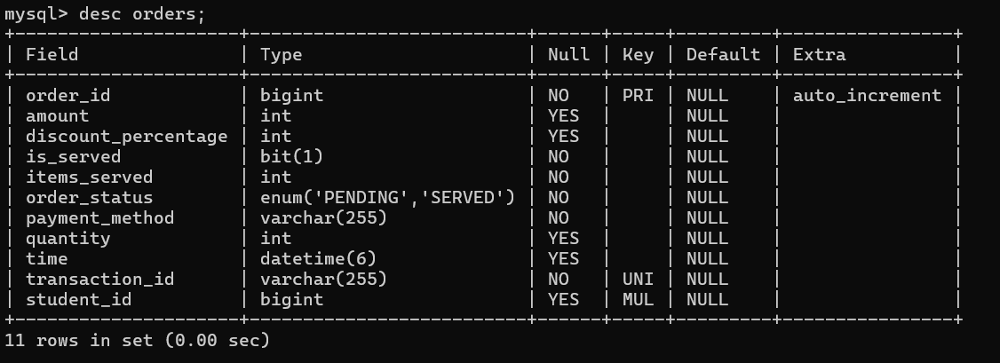 mysql> desc orders;
+---------------------+--------------------------+------+-----+---------+----------------+
| Field               | Type                     | Null | Key | Default | Extra          |
+---------------------+--------------------------+------+-----+---------+----------------+
| order_id            | bigint                   | NO   | PRI | NULL    | auto_increment |
| amount              | int                      | YES  |     | NULL    |                |
| discount_percentage | int                      | YES  |     | NULL    |                |
| is_served           | bit(1)                   | NO   |     | NULL    |                |
| items_served        | int                      | NO   |     | NULL    |                |
| order_status        | enum('PENDING','SERVED') | NO   |     | NULL    |                |
| payment_method      | varchar(255)             | NO   |     | NULL    |                |
| quantity            | int                      | YES  |     | NULL    |                |
| time                | datetime(6)              | YES  |     | NULL    |                |
| transaction_id      | varchar(255)             | NO   | UNI | NULL    |                |
| student_id          | bigint                   | YES  | MUL | NULL    |                |
+---------------------+--------------------------+------+-----+---------+----------------+
11 rows in set (0.00 sec)